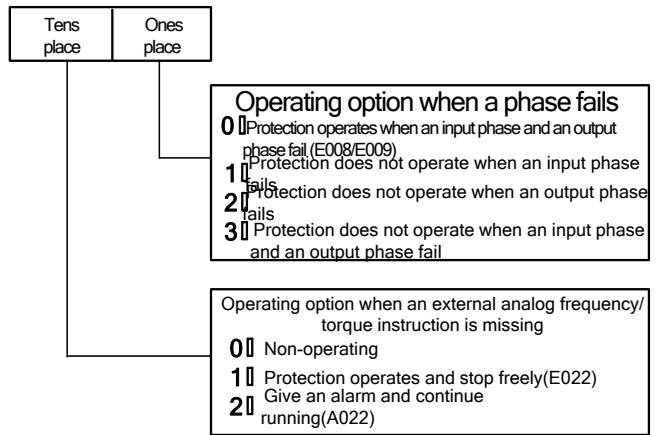 Tens place
Ones place
Operating option when a phase fails
0 Protection operates when an input phase and an output
phase fail (E008/E009)
1 Protection does not operate when an input phase
fails
2 Protection does not operate when an output phase
fails
3 Protection does not operate when an input phase
and an output phase fail
Operating option when an external analog frequency/
torque instruction is missing
0 Non-operating
1 Protection operates and stop freely(E022)
2 Give an alarm and continue
running(A022)